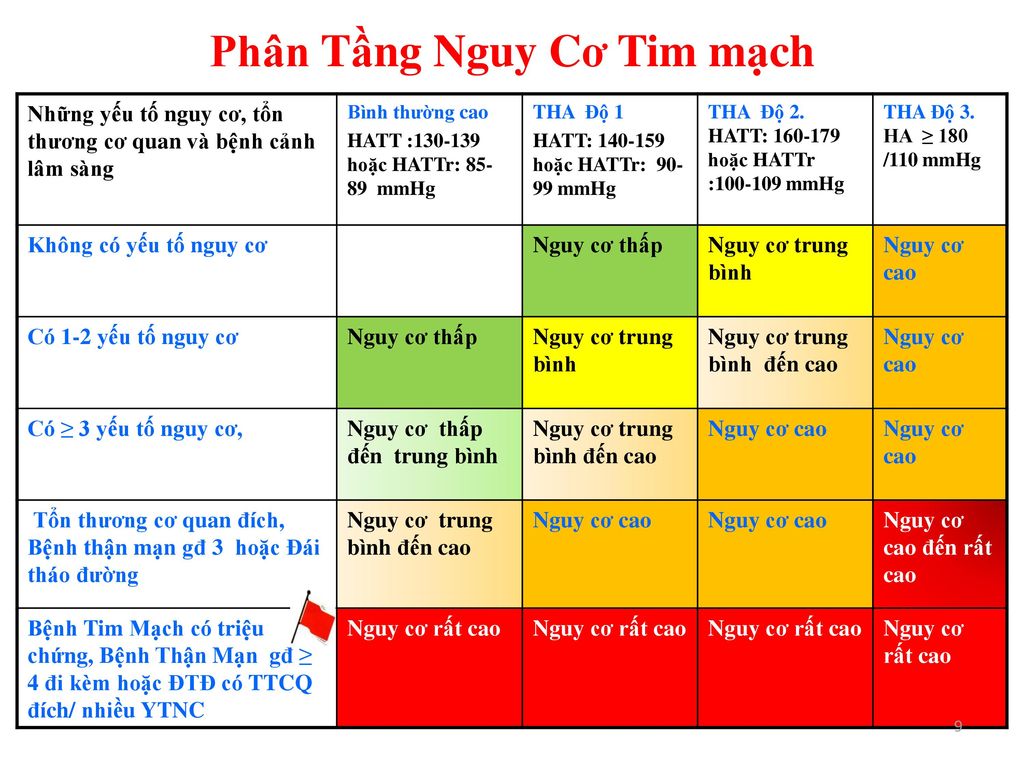 Phân Tầng Nguy Cơ Tim mạch
Những yếu tố nguy cơ, tổn
thương cơ quan và bệnh cảnh
lâm sàng
Bình thường cao
HATT :130-139
hoặc HATTr: 85-
89 mmHg
THA Độ 1
HATT: 140-159
hoặc HATTr: 90-
99 mmHg
THA Độ 2.
HATT: 160-179
hoặc HATTr
:100-109 mmHg
THA Độ 3.
HA ≥ 180
/110 mmHg
Không có yếu tố nguy cơ
Nguy cơ thấp
Nguy cơ trung
bình
Nguy cơ
cao
Có 1-2 yếu tố nguy cơ
Nguy cơ thấp
Nguy cơ trung
bình
Nguy cơ trung
bình đến cao
Nguy cơ
cao
Có ≥ 3 yếu tố nguy cơ,
Nguy cơ thấp
đến trung bình
Nguy cơ trung
bình đến cao
Nguy cơ cao
Nguy cơ
cao
Tổn thương cơ quan đích,
Bệnh thận mạn gđ 3 hoặc Đái
tháo đường
Nguy cơ trung
bình đến cao
Nguy cơ cao
Nguy cơ cao
Nguy cơ
cao đến rất
cao
Bệnh Tim Mạch có triệu
chứng, Bệnh Thận Mạn gđ ≥
4 đi kèm hoặc ĐTĐ có TTCQ
đích/ nhiều YTNC
Nguy cơ rất cao
Nguy cơ rất cao
Nguy cơ rất cao
Nguy cơ
rất cao
9